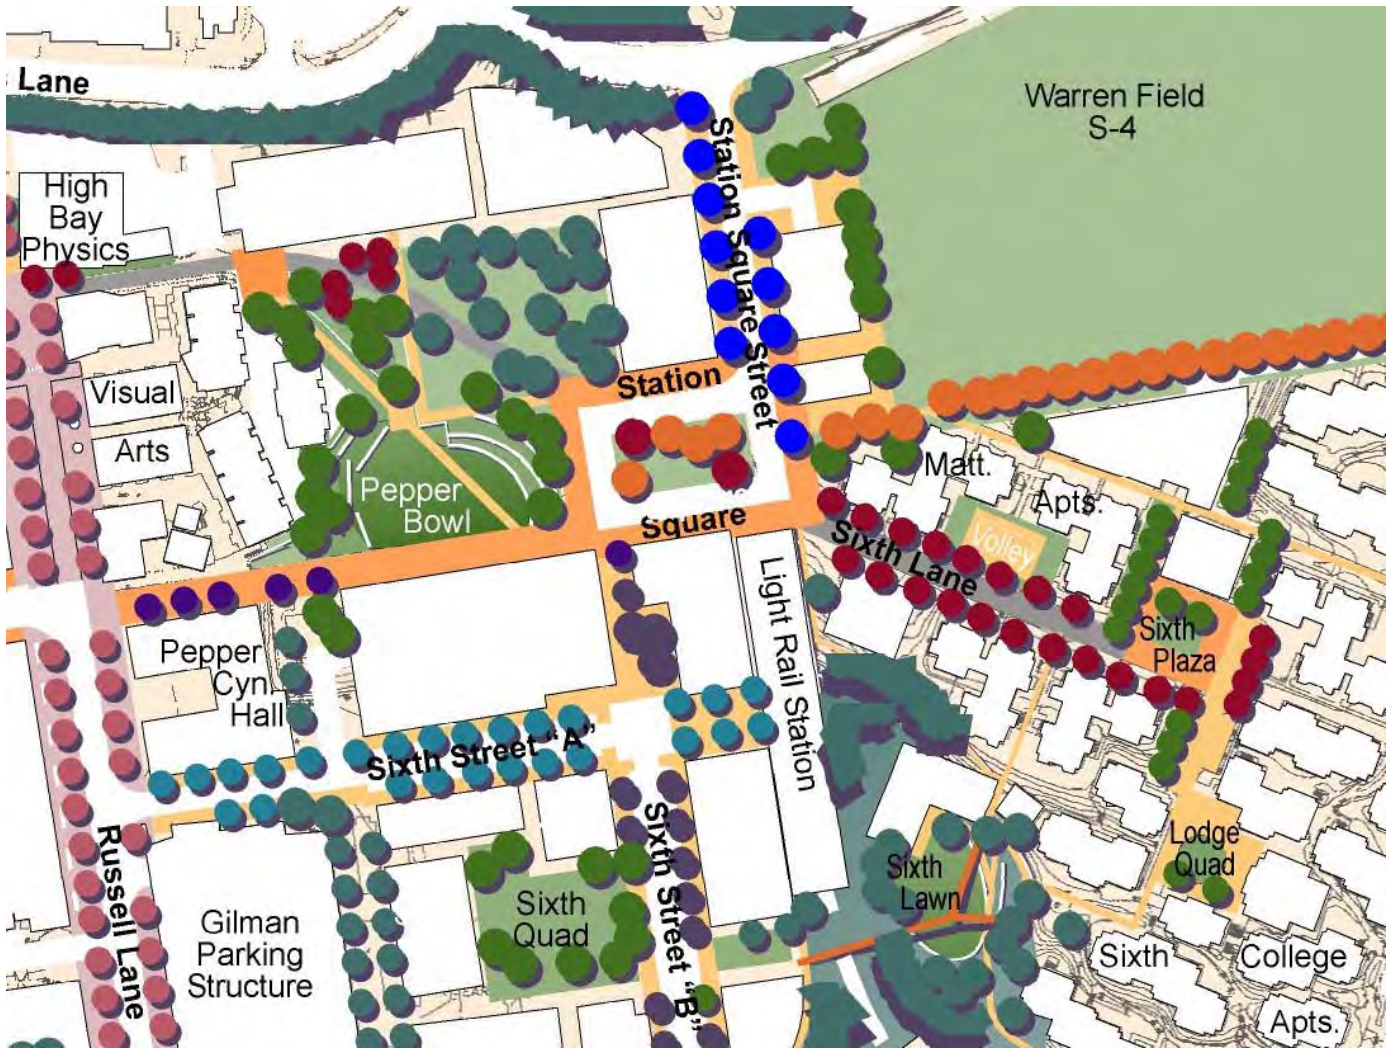 Lane
Warren Field
S-4
High
Bay
Physics
Station Square Street
Visual
Arts
Station
Pepper
Bowl
Square
Matt.
Apts.
Volley
Sixth Lane
Light Rail Station
Sixth
Plaza
Pepper
Cyn.
Hall
Sixth Street "A"
Sixth Street "B"
Russell Lane
Gilman
Parking
Structure
Sixth
Quad
Sixth
Lawn
Lodge
Quad
Sixth
College
Apts.